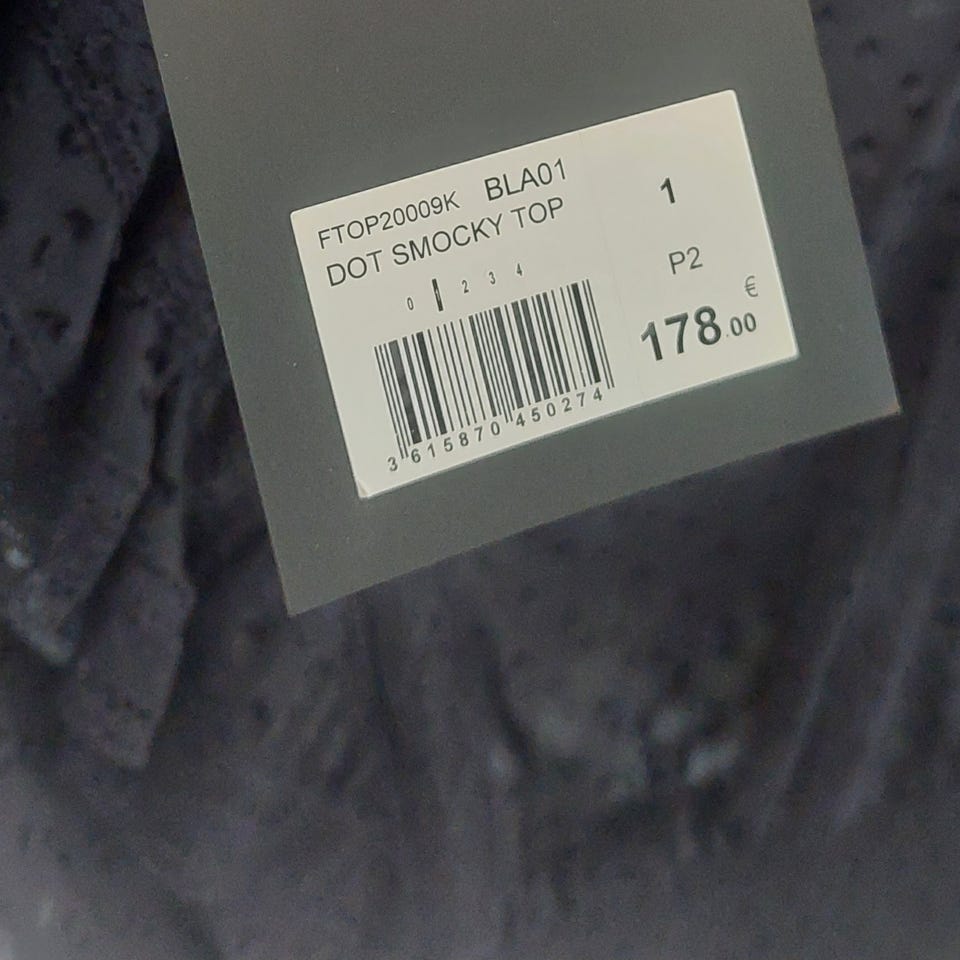 FTOP20009K BLA01
DOT SMOCKY TOP
0 1 2 3 4
3 615870 450274
1
P2
€
178.00